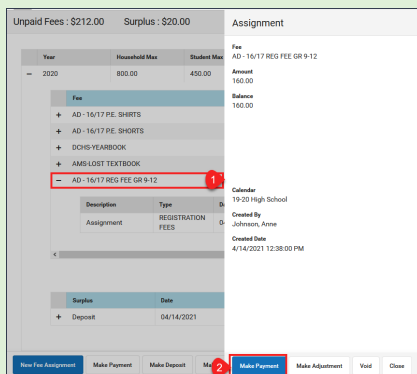 Unpaid Fees : $212.00 Surplus : $20.00
Year Household Max Student Max
− 2020 800.00 450.00
Fee
+ AD - 16/17 P.E. SHIRTS
+ AD - 16/17 P.E. SHORTS
+ DCHS-YEARBOOK
+ AMS-LOST TEXTBOOK
− AD - 16/17 REG FEE GR 9-12
1
Description Type
Assignment REGISTRATION FEES
<
Surplus Date
+ Deposit 04/14/2021
New Fee Assignment Make Payment Make Deposit
Assignment
Fee
AD - 16/17 REG FEE GR 9-12
Amount
160.00
Balance
160.00
Calendar
19-20 High School
Created By
Johnson, Anne
Created Date
4/14/2021 12:38:00 PM
2
Make Payment Make Adjustment Void Close